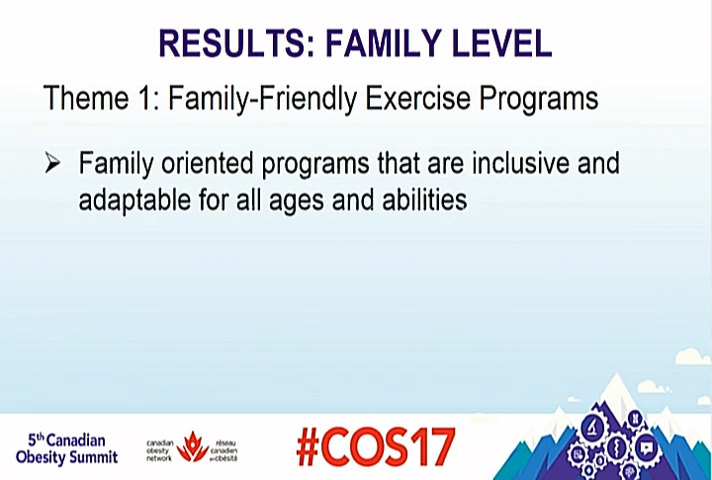 RESULTS: FAMILY LEVEL
Theme 1: Family-Friendly Exercise Programs
Family oriented programs that are inclusive and
adaptable for all ages and abilities
5th Canadian
Obesity Summit
canadian
obesity
network
réseau
canadien
en obésité
#COS17